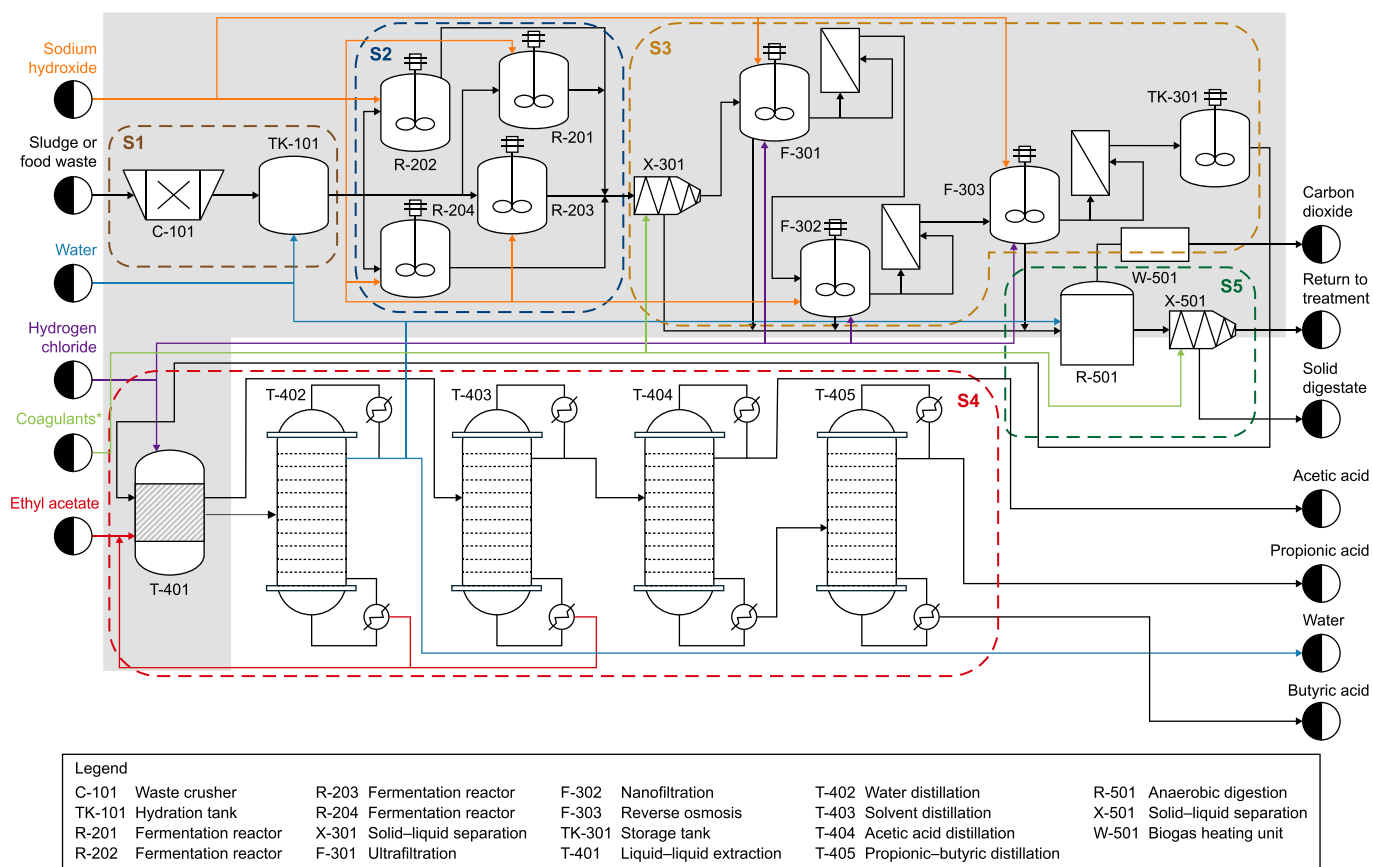 Sodium
hydroxide
Sludge or
food waste
Water
Hydrogen
chloride
Coagulants*
Ethyl acetate
S1
TK-101
C-101
S2
R-202
R-201
R-204
R-203
S3
X-301
F-301
F-302
F-303
TK-301
W-501
S5
X-501
R-501
S4
T-401
T-402
T-403
T-404
T-405
Carbon
dioxide
Return to
treatment
Solid
digestate
Acetic acid
Propionic acid
Water
Butyric acid
Legend
C-101 Waste crusher
TK-101 Hydration tank
R-201 Fermentation reactor
R-202 Fermentation reactor
R-203 Fermentation reactor
R-204 Fermentation reactor
X-301 Solid–liquid separation
F-301 Ultrafiltration
F-302 Nanofiltration
F-303 Reverse osmosis
TK-301 Storage tank
T-401 Liquid–liquid extraction
T-402 Water distillation
T-403 Solvent distillation
T-404 Acetic acid distillation
T-405 Propionic–butyric distillation
R-501 Anaerobic digestion
X-501 Solid–liquid separation
W-501 Biogas heating unit